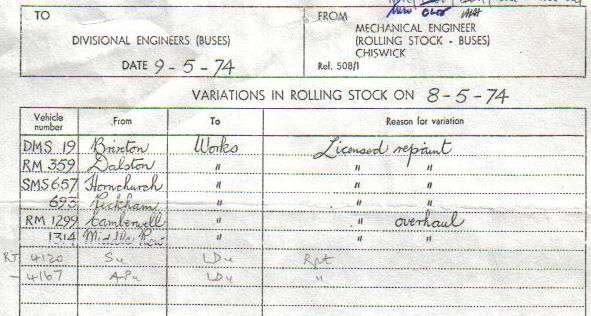 TO
FROM
DIVISIONAL ENGINEERS (BUSES)
MECHANICAL ENGINEER
(ROLLING STOCK - BUSES)
CHISWICK
DATE 9-5-74
Ref. 508/1
VARIATIONS IN ROLLING STOCK ON 8-5-74
Vehicle number From To Reason for variation
DMS 19 Brixton Works Licensed repaint
RM 359 Dalston " " "
SMS 657 Hornchurch " " "
693 Peckham " " "
RM 1299 Camberwell " " overhaul
1314 Middle Row " " "
RT 4120 Su LDu Rpt
- 4167 APu LDu "